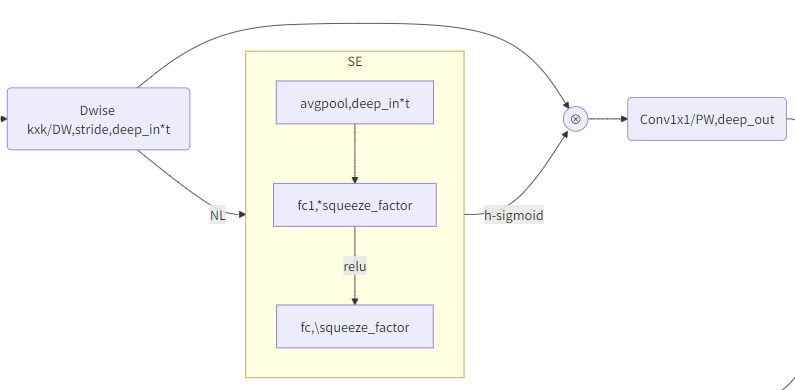 SE
Dwise
kxk/DW,stride,deep_in*t
avgpool,deep_in*t
⊗
Conv1x1/PW,deep_out
fc1,*squeeze_factor
NL
h-sigmoid
relu
fc,\squeeze_factor